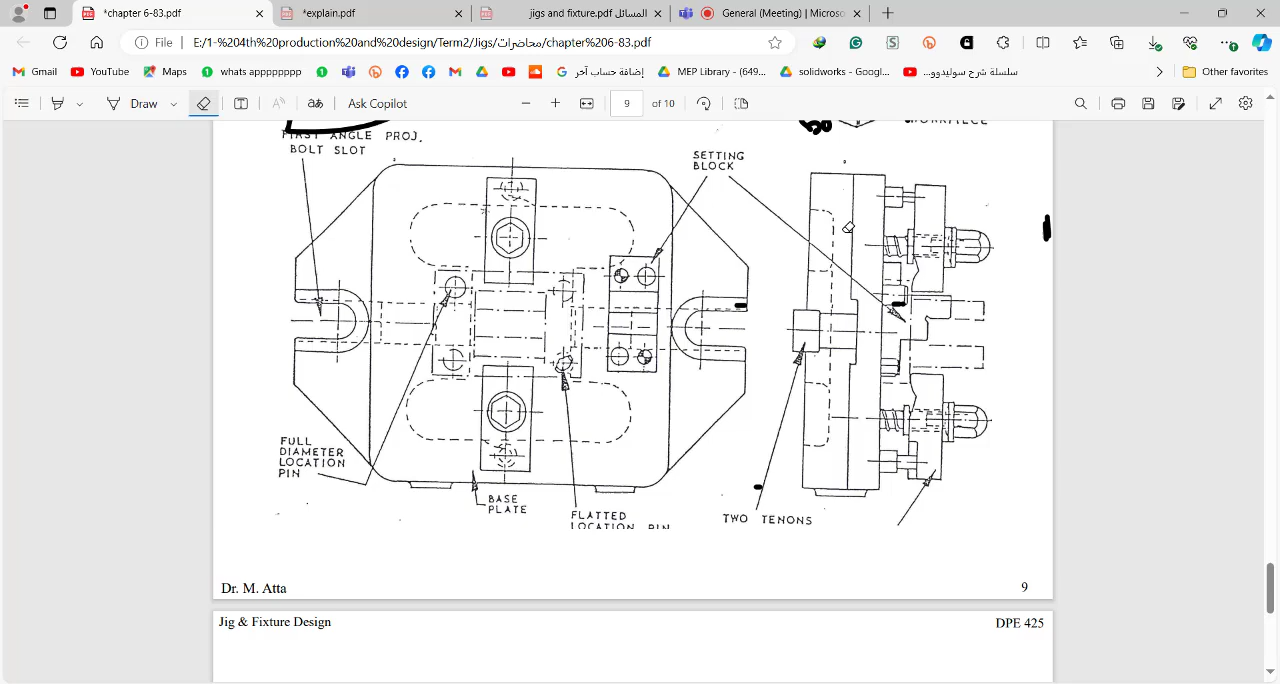 *chapter 6-83.pdf
*explain.pdf
jigs and fixture.pdf المسائل
General (Meeting) | Microso
File
E:/1-%204th%20production%20and%20design/Term2/Jigs/محاضرات/chapter%206-83.pdf
Gmail
YouTube
Maps
whats appppppppp
إضافة حساب آخر
MEP Library - (649...
solidworks - Googl...
سلسلة شرح سوليدوو...
Other favorites
Draw
Ask Copilot
9
of 10
FIRST ANGLE PROJ.
BOLT SLOT
SETTING
BLOCK
WORKPIECE
FULL
DIAMETER
LOCATION
PIN
BASE
PLATE
FLATTED
LOCATION PIN
TWO TENONS
Dr. M. Atta
9
Jig & Fixture Design
DPE 425